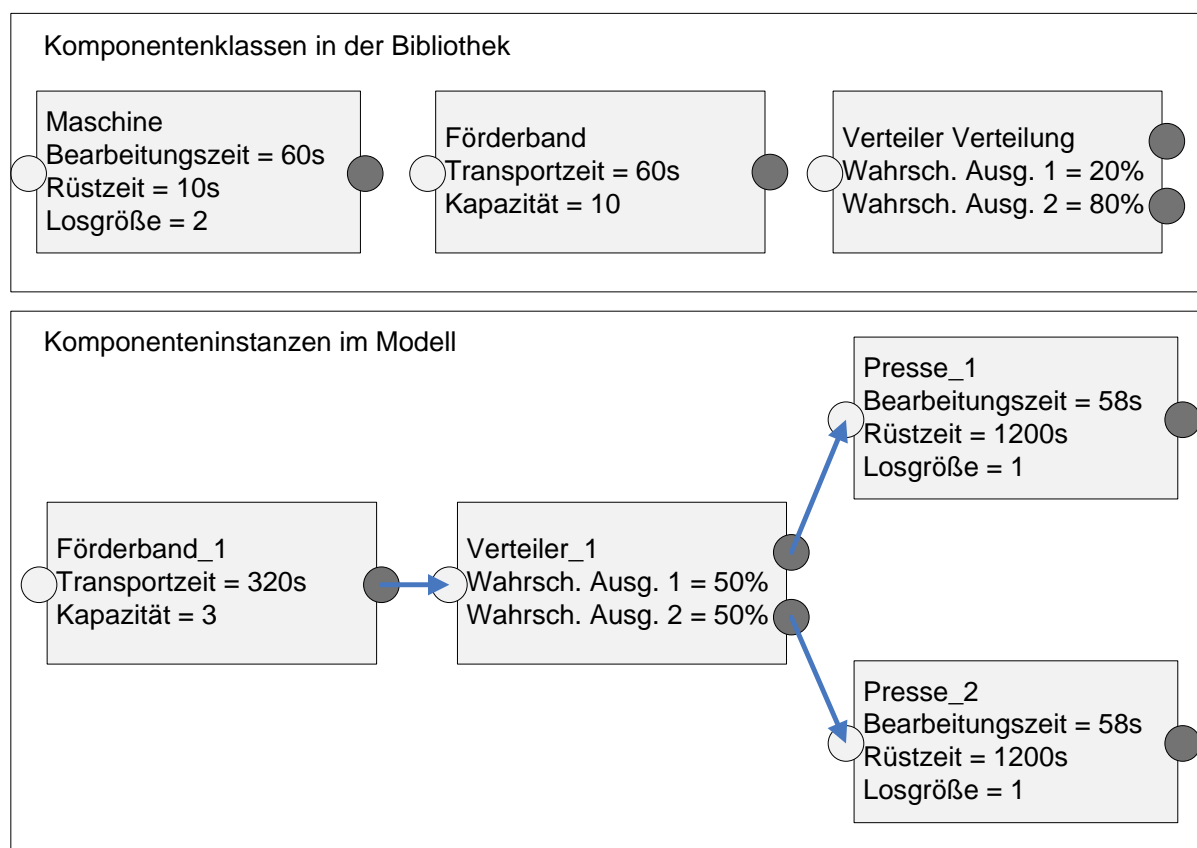 Komponentenklassen in der Bibliothek
Maschine
Bearbeitungszeit = 60s
Rüstzeit = 10s
Losgröße = 2
Förderband
Transportzeit = 60s
Kapazität = 10
Verteiler Verteilung
Wahrsch. Ausg. 1 = 20%
Wahrsch. Ausg. 2 = 80%
Komponenteninstanzen im Modell
Förderband_1
Transportzeit = 320s
Kapazität = 3
Verteiler_1
Wahrsch. Ausg. 1 = 50%
Wahrsch. Ausg. 2 = 50%
Presse_1
Bearbeitungszeit = 58s
Rüstzeit = 1200s
Losgröße = 1
Presse_2
Bearbeitungszeit = 58s
Rüstzeit = 1200s
Losgröße = 1